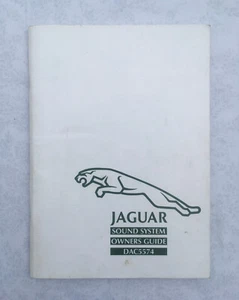 JAGUAR
SOUND SYSTEM
OWNERS GUIDE
DAC5574